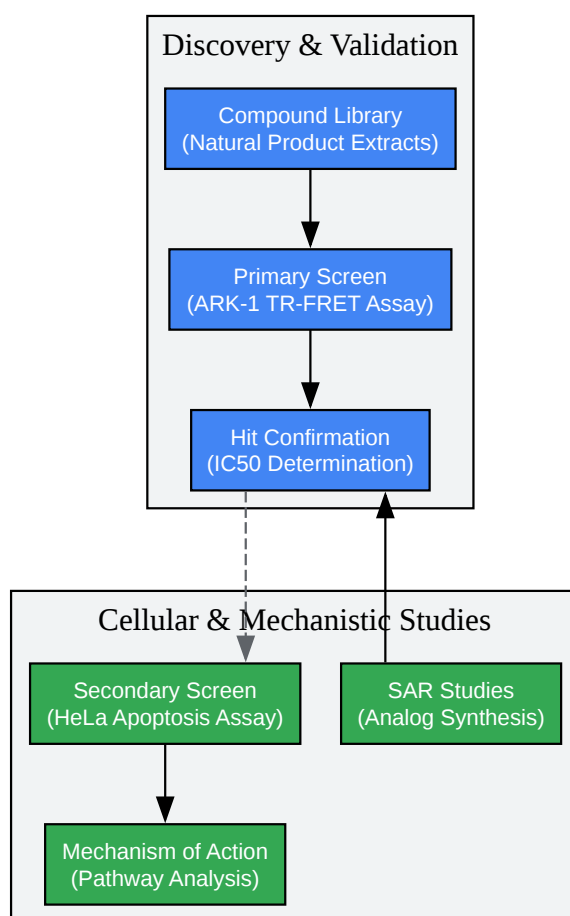 Discovery & Validation
Compound Library
(Natural Product Extracts)
Primary Screen
(ARK-1 TR-FRET Assay)
Hit Confirmation
(IC50 Determination)
Cellular & Mechanistic Studies
Secondary Screen
(HeLa Apoptosis Assay)
SAR Studies
(Analog Synthesis)
Mechanism of Action
(Pathway Analysis)